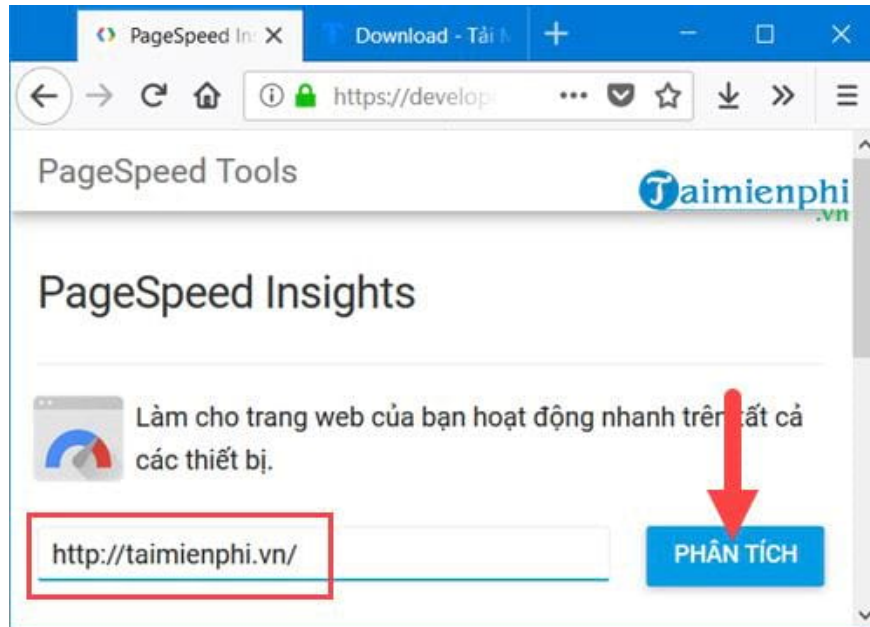 PageSpeed In
Download - Tải
https://develop
PageSpeed Tools
Taimienphi
.vn
PageSpeed Insights
Làm cho trang web của bạn hoạt động nhanh trên tất cả
các thiết bị.
http://taimienphi.vn/
PHÂN TÍCH